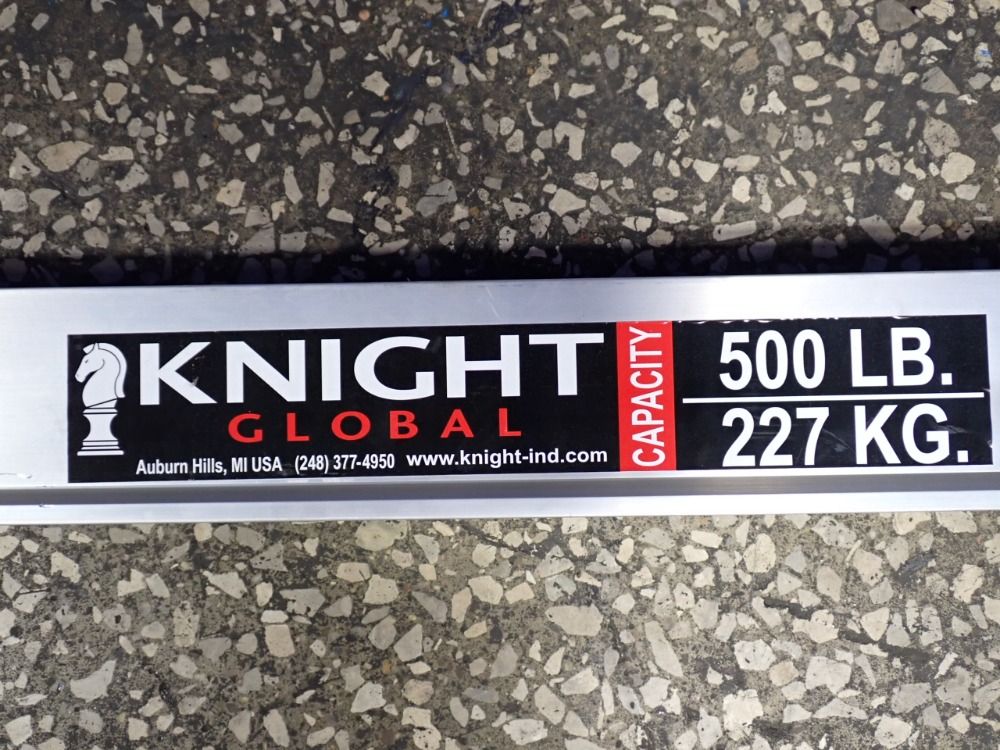 KNIGHT
GLOBAL
Auburn Hills, MI USA (248) 377-4950 www.knight-ind.com
CAPACITY
500 LB.
227 KG.